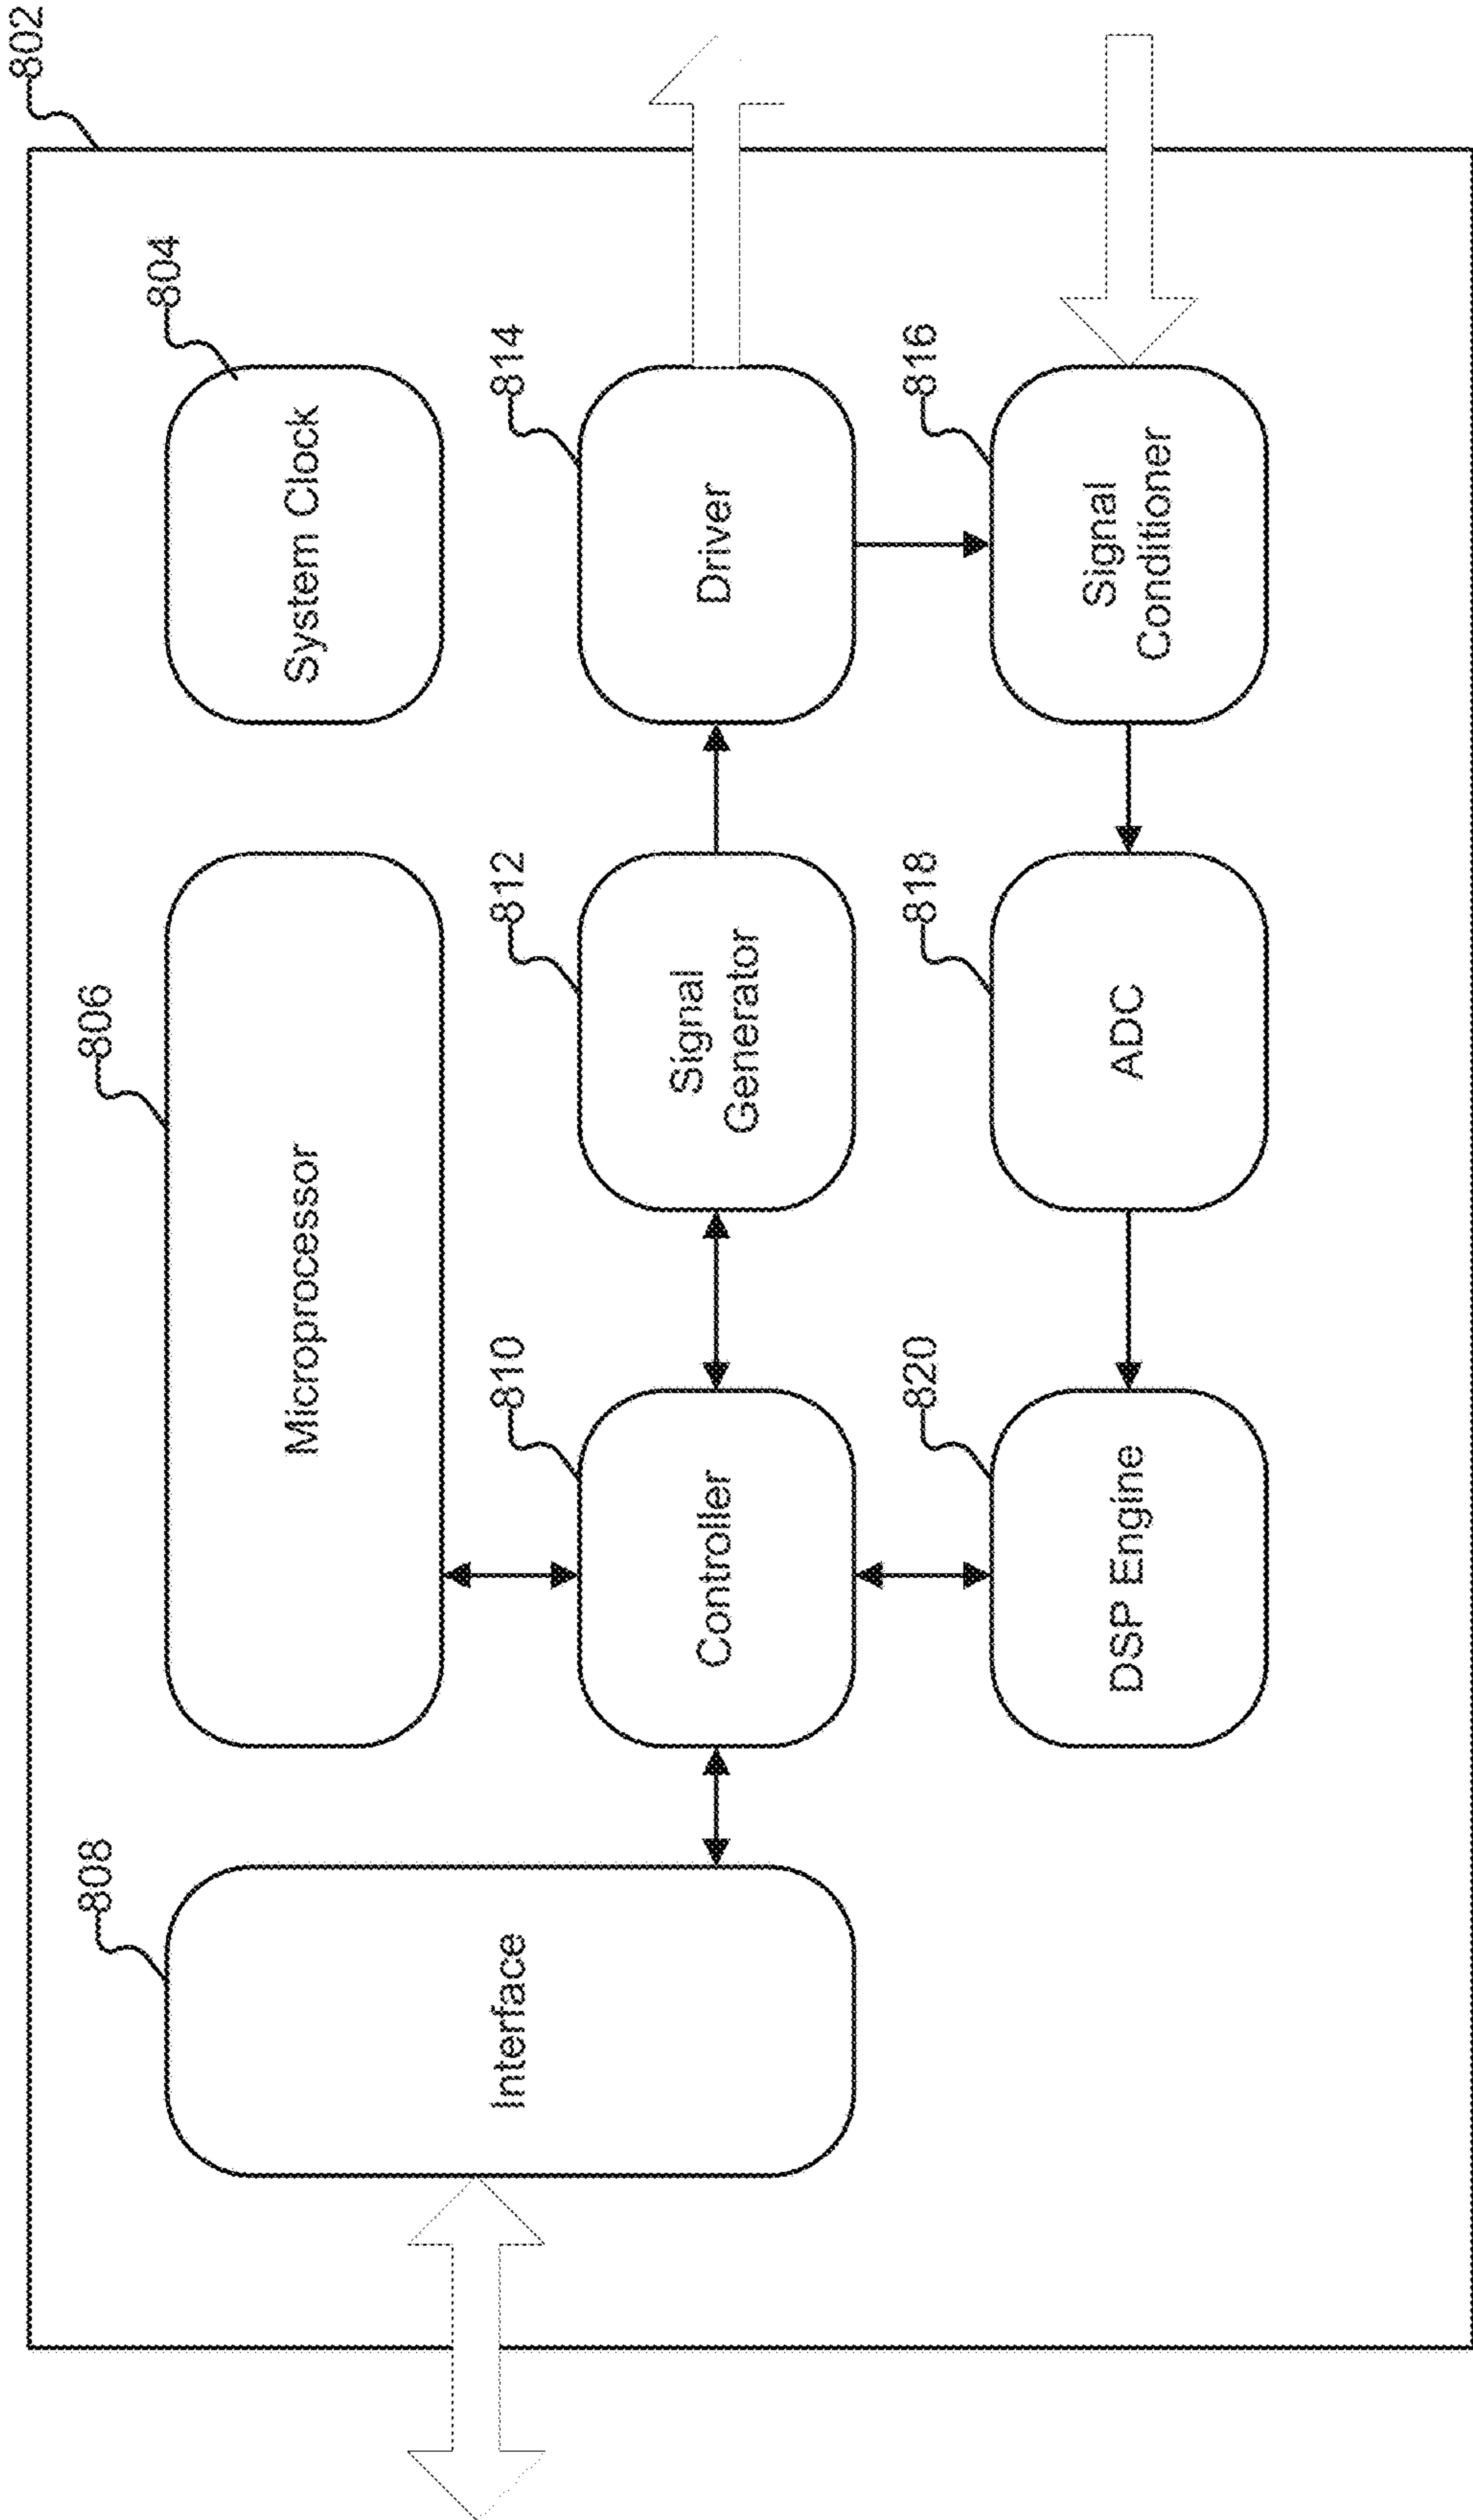 802
806
804
Microprocessor
System Clock
808
810
812
814
Interface
Controller
Signal
Generator
Driver
820
818
816
DSP Engine
ADC
Signal
Conditioner